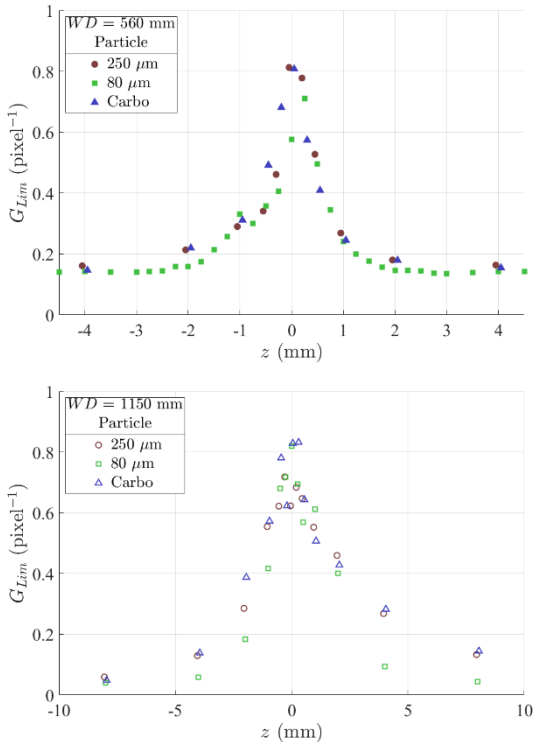 1
WD = 560 mm
Particle
250 μm
80 μm
Carbo
0.8
0.6
0.4
0.2
0
G_Lim (pixel⁻¹)
-4 -3 -2 -1 0 1 2 3 4
z (mm)
1
WD = 1150 mm
Particle
250 μm
80 μm
Carbo
0.8
0.6
0.4
0.2
0
G_Lim (pixel⁻¹)
-10 -5 0 5 10
z (mm)